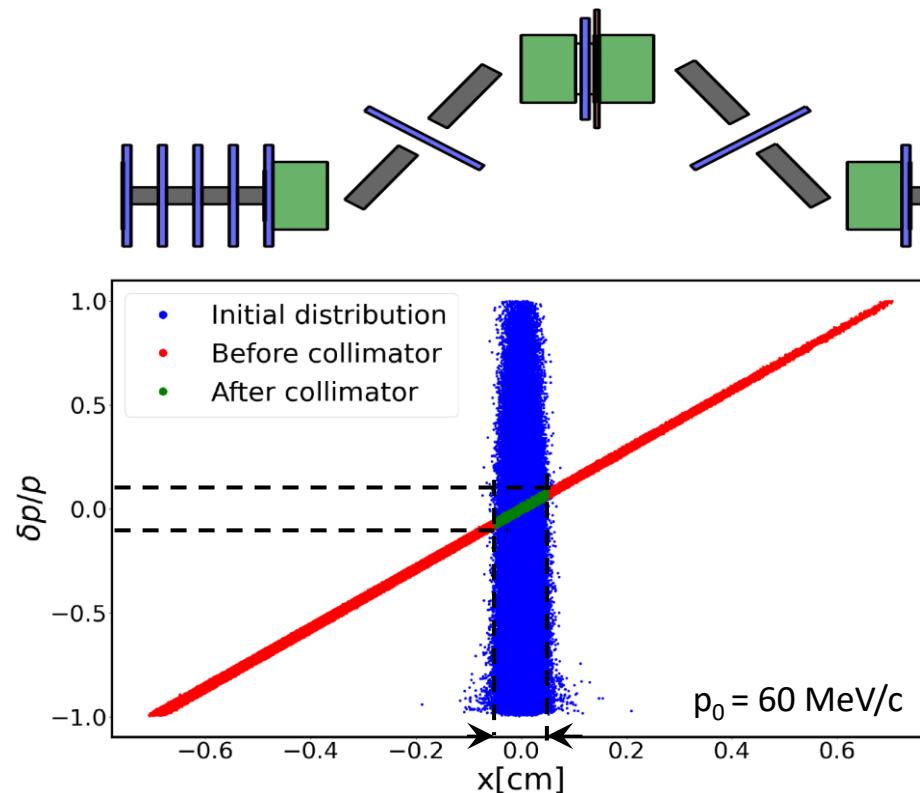 1.0
0.5
0.0
−0.5
−1.0
δp/p
Initial distribution
Before collimator
After collimator
p₀ = 60 MeV/c
−0.6 −0.4 −0.2 0.0 0.2 0.4 0.6
x[cm]